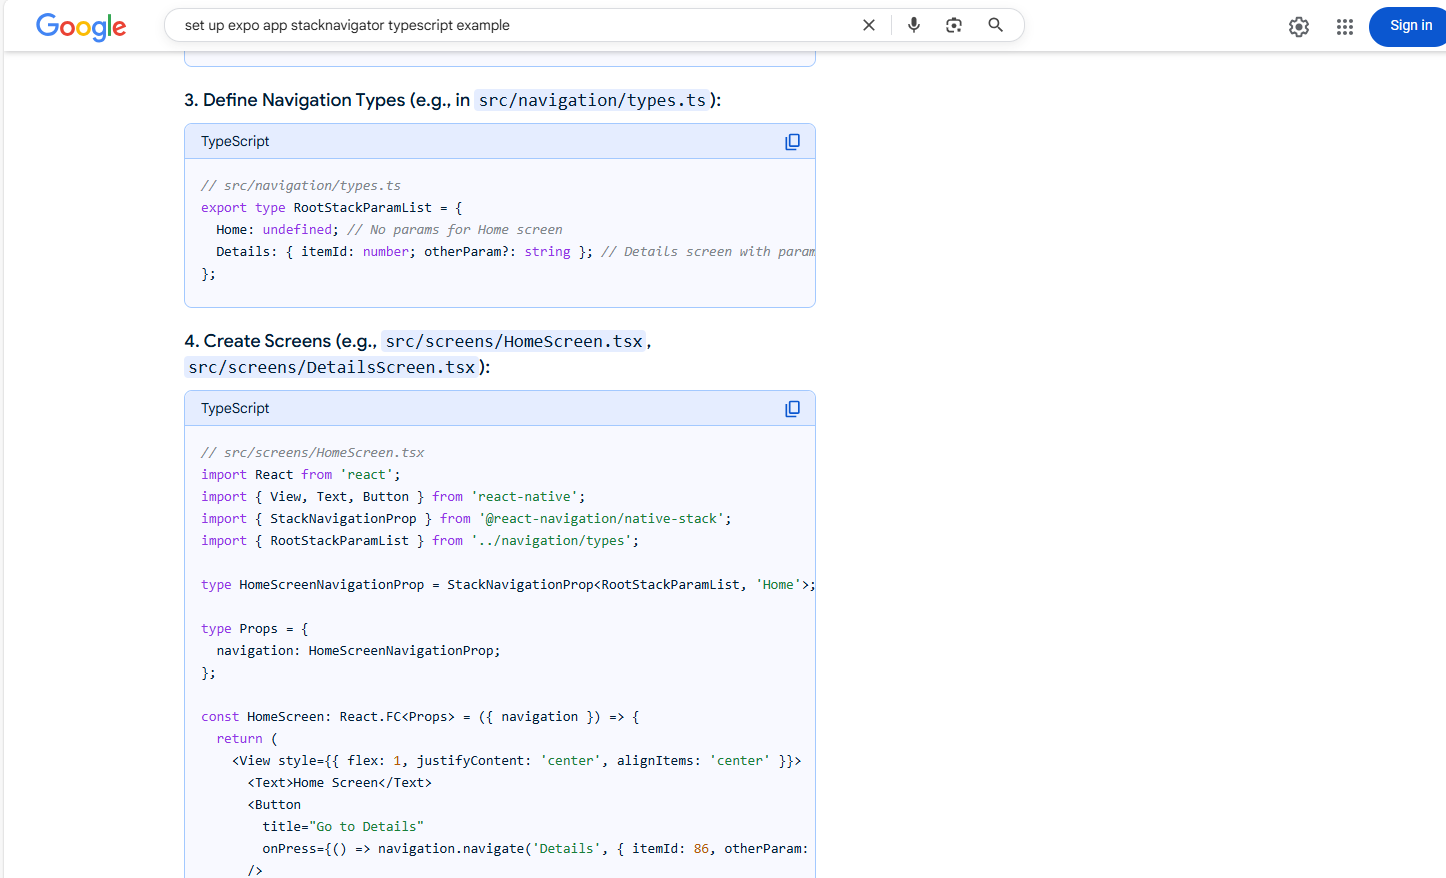 Google
set up expo app stacknavigator typescript example
Sign in
3. Define Navigation Types (e.g., in src/navigation/types.ts):
TypeScript
// src/navigation/types.ts
export type RootStackParamList = {
  Home: undefined; // No params for Home screen
  Details: { itemId: number; otherParam?: string }; // Details screen with param
};
4. Create Screens (e.g., src/screens/HomeScreen.tsx,
src/screens/DetailsScreen.tsx):
TypeScript
// src/screens/HomeScreen.tsx
import React from 'react';
import { View, Text, Button } from 'react-native';
import { StackNavigationProp } from '@react-navigation/native-stack';
import { RootStackParamList } from '../navigation/types';
type HomeScreenNavigationProp = StackNavigationProp<RootStackParamList, 'Home'>;
type Props = {
  navigation: HomeScreenNavigationProp;
};
const HomeScreen: React.FC<Props> = ({ navigation }) => {
  return (
    <View style={{ flex: 1, justifyContent: 'center', alignItems: 'center' }}>
      <Text>Home Screen</Text>
      <Button
        title="Go to Details"
        onPress={() => navigation.navigate('Details', { itemId: 86, otherParam:
      />